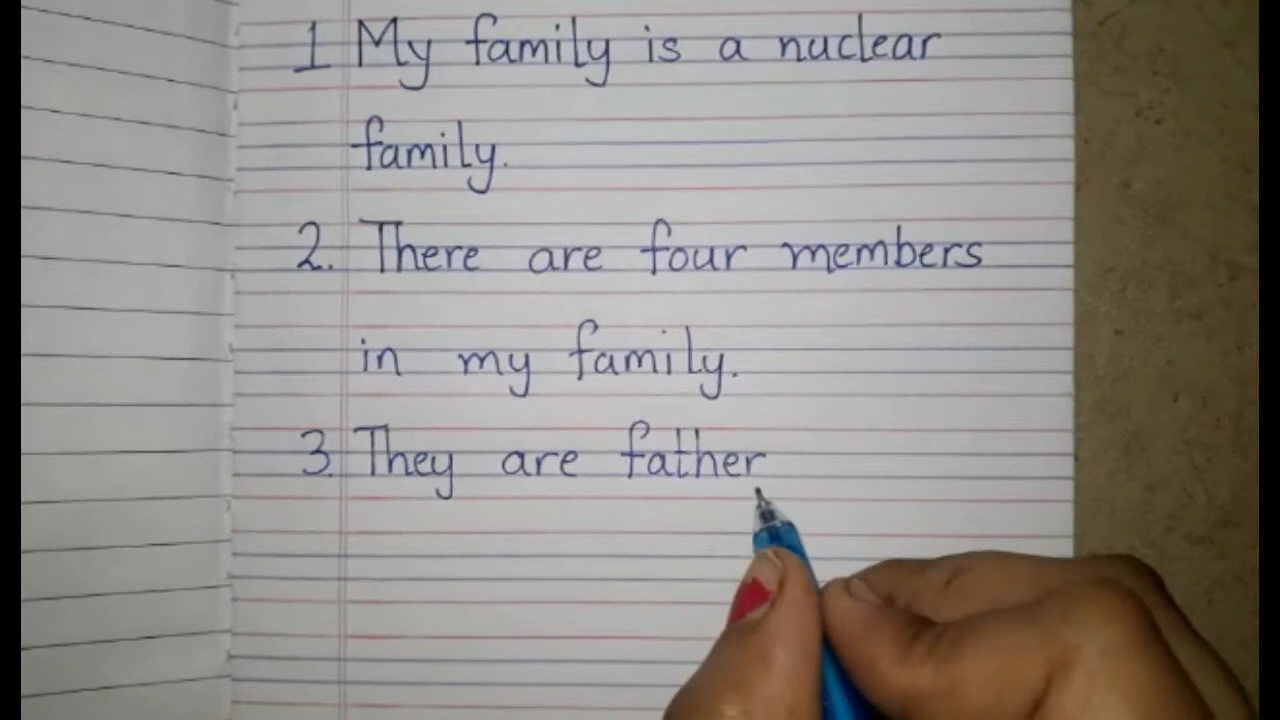 1 My family is a nuclear
family.
2. There are four members
in my family.
3. They are father